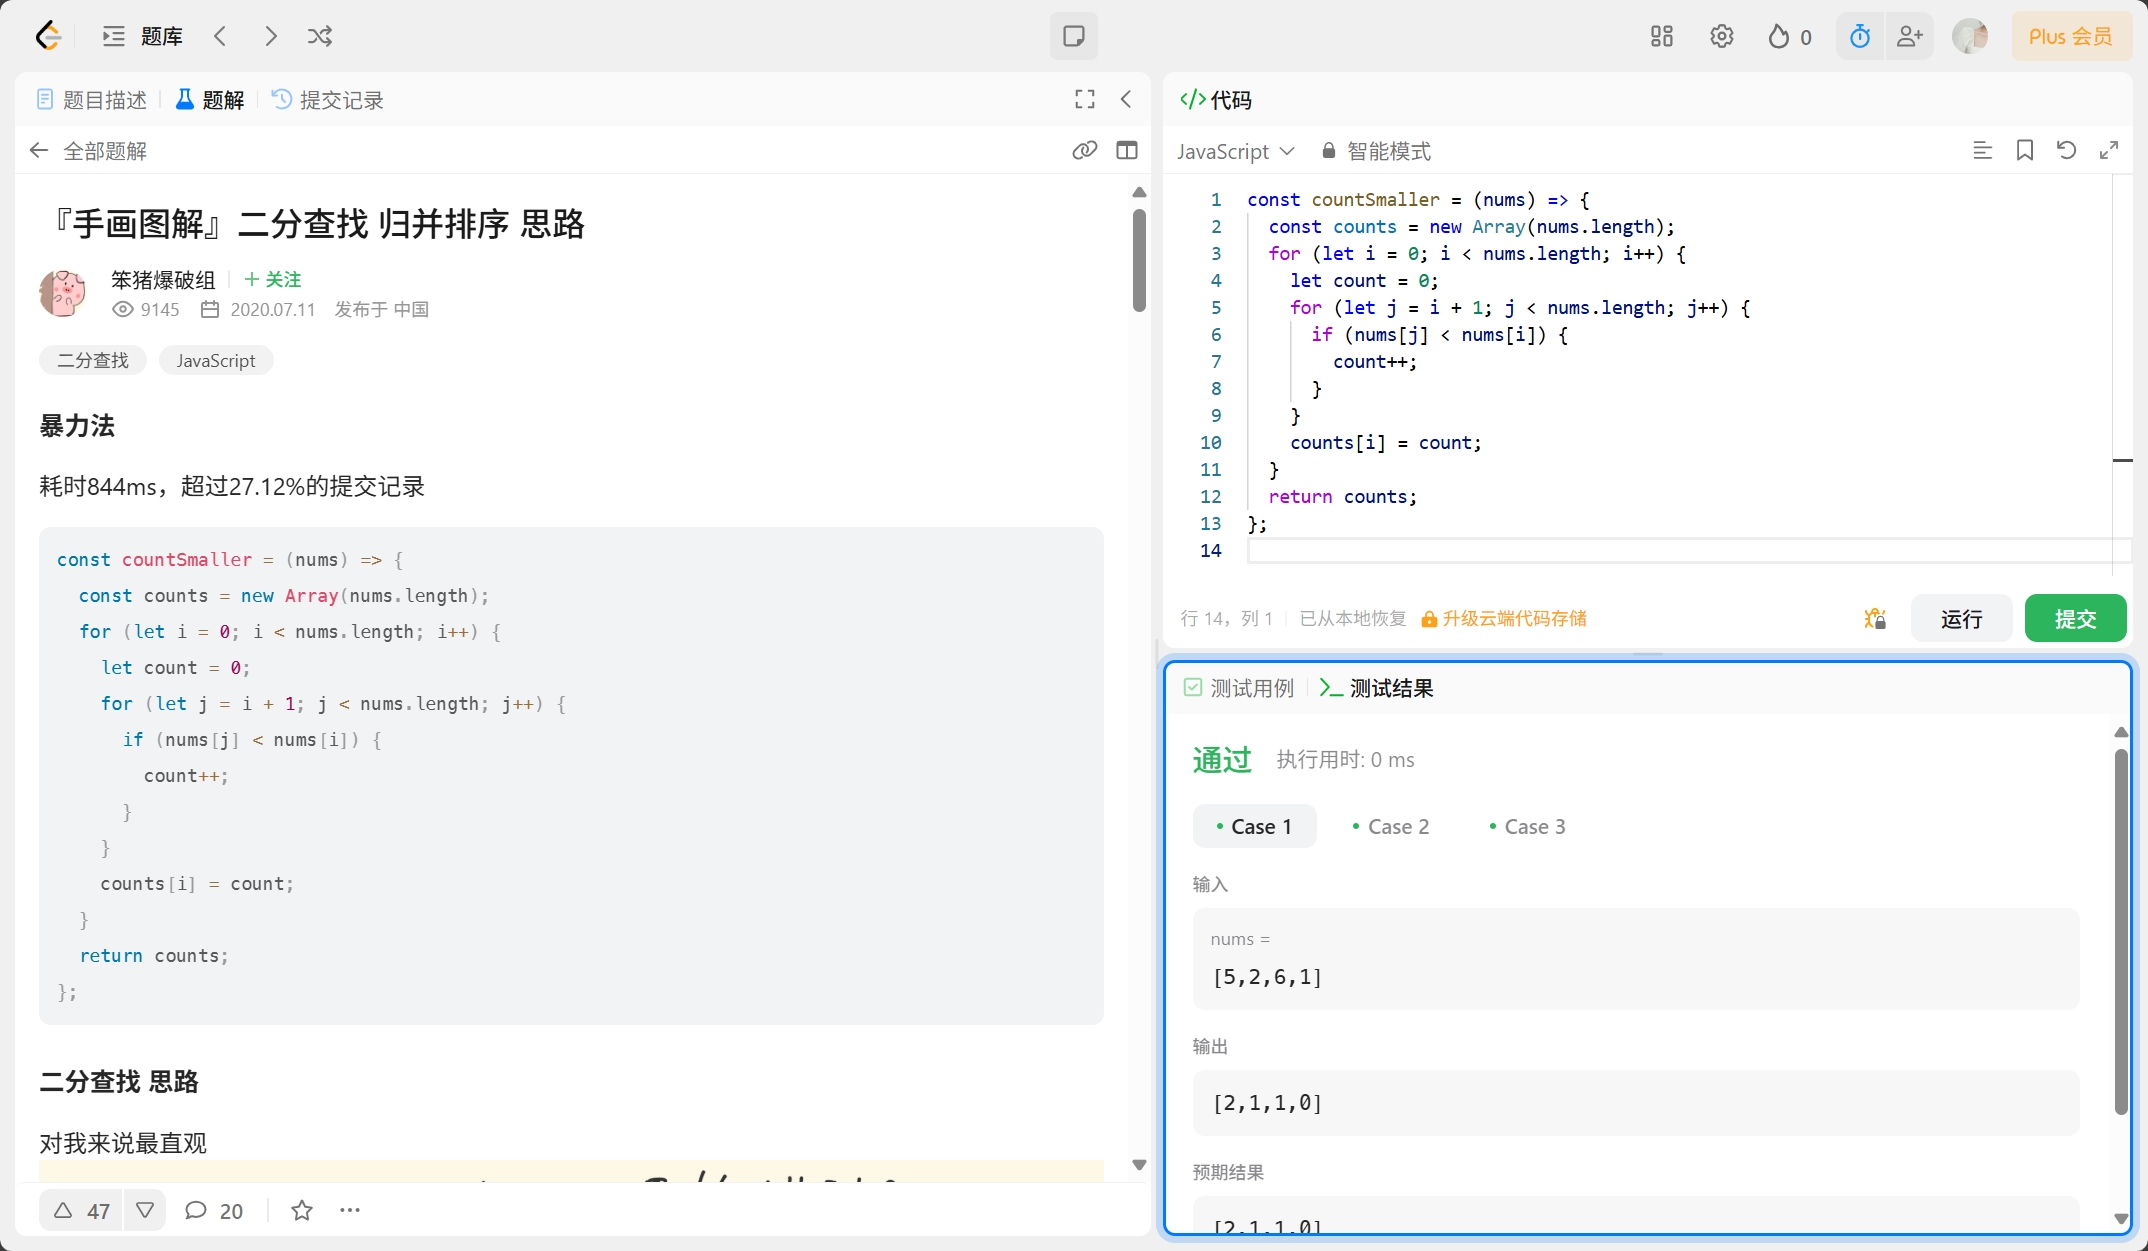 题库
0
Plus 会员
题目描述
题解
提交记录
全部题解
『手画图解』二分查找 归并排序 思路
笨猪爆破组
关注
9145
2020.07.11
发布于 中国
二分查找
JavaScript
暴力法
耗时844ms，超过27.12%的提交记录
const countSmaller = (nums) => {
  const counts = new Array(nums.length);
  for (let i = 0; i < nums.length; i++) {
    let count = 0;
    for (let j = i + 1; j < nums.length; j++) {
      if (nums[j] < nums[i]) {
        count++;
      }
    }
    counts[i] = count;
  }
  return counts;
};
二分查找 思路
对我来说最直观
47
20
代码
JavaScript
智能模式
1 const countSmaller = (nums) => {
2   const counts = new Array(nums.length);
3   for (let i = 0; i < nums.length; i++) {
4     let count = 0;
5     for (let j = i + 1; j < nums.length; j++) {
6       if (nums[j] < nums[i]) {
7         count++;
8       }
9     }
10     counts[i] = count;
11   }
12   return counts;
13 };
14
行 14，列 1
已从本地恢复
升级云端代码存储
运行
提交
测试用例
测试结果
通过
执行用时: 0 ms
Case 1
Case 2
Case 3
输入
nums =
[5,2,6,1]
输出
[2,1,1,0]
预期结果
[2,1,1,0]